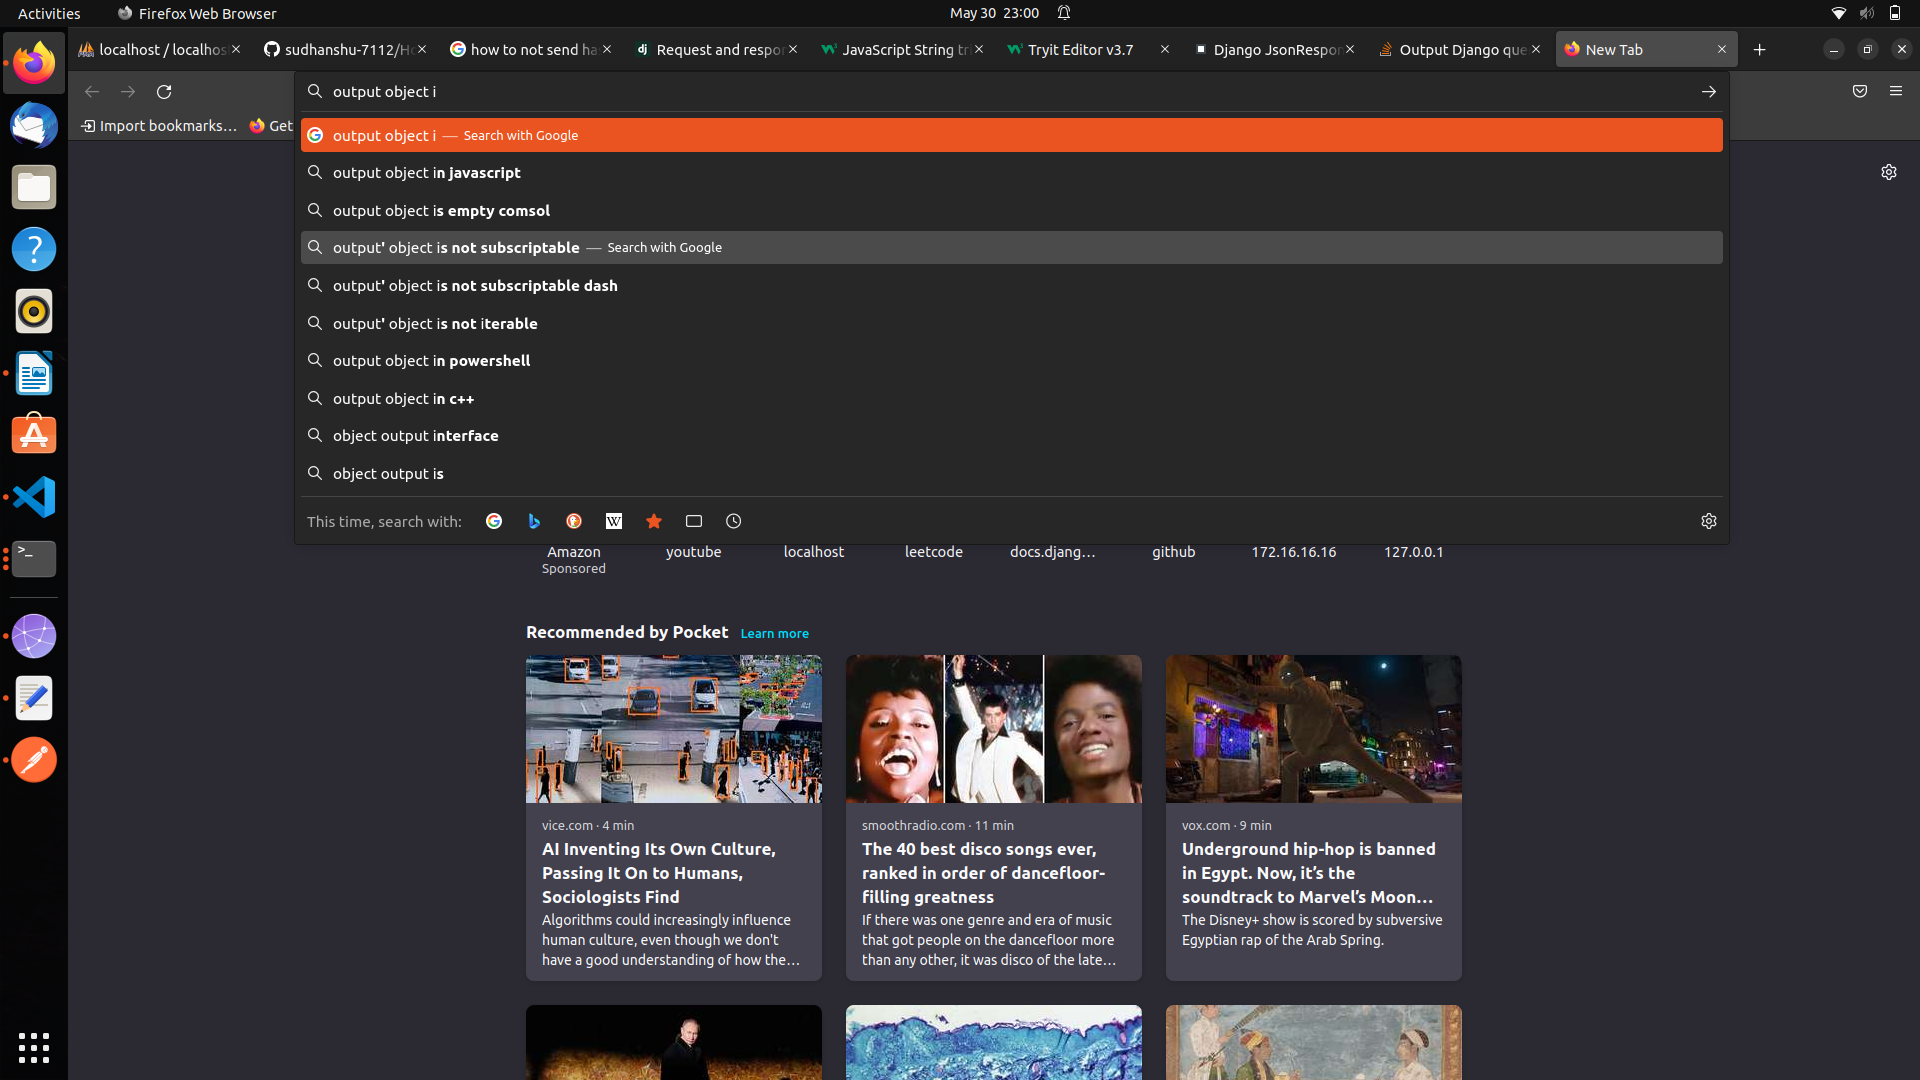 Activities
Firefox Web Browser
May 30 23:00
localhost / localhos
sudhanshu-7112/Ho
how to not send ha
dj Request and respor
JavaScript String tri
Tryit Editor v3.7
Django JsonRespon
Output Django que
New Tab
output object i
Import bookmarks…
Get
output object i — Search with Google
output object in javascript
output object is empty comsol
output' object is not subscriptable — Search with Google
output' object is not subscriptable dash
output' object is not iterable
output object in powershell
output object in c++
object output interface
object output is
This time, search with:
W
Amazon
Sponsored
youtube
localhost
leetcode
docs.djang…
github
172.16.16.16
127.0.0.1
Recommended by Pocket Learn more
vice.com · 4 min
AI Inventing Its Own Culture,
Passing It On to Humans,
Sociologists Find
Algorithms could increasingly influence
human culture, even though we don't
have a good understanding of how the…
smoothradio.com · 11 min
The 40 best disco songs ever,
ranked in order of dancefloor-
filling greatness
If there was one genre and era of music
that got people on the dancefloor more
than any other, it was disco of the late…
vox.com · 9 min
Underground hip-hop is banned
in Egypt. Now, it's the
soundtrack to Marvel's Moon…
The Disney+ show is scored by subversive
Egyptian rap of the Arab Spring.